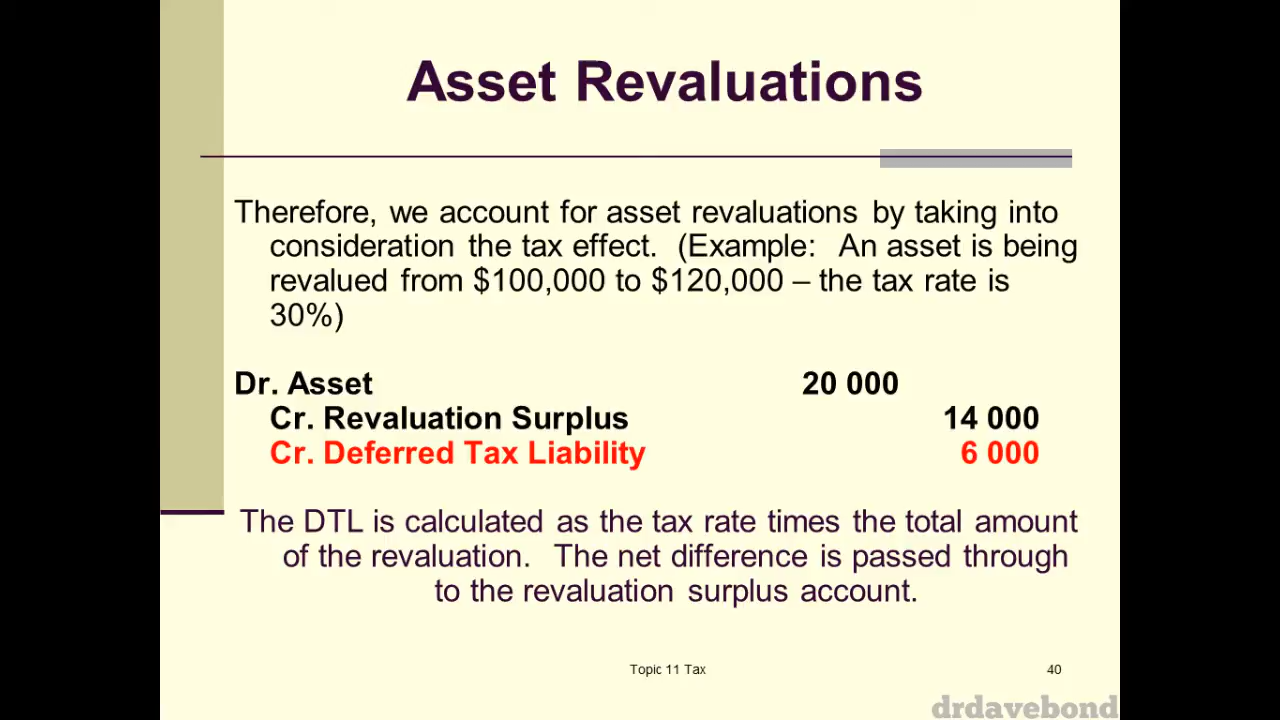 Asset Revaluations
Therefore, we account for asset revaluations by taking into
consideration the tax effect. (Example: An asset is being
revalued from $100,000 to $120,000 – the tax rate is
30%)
Dr. Asset 20 000
Cr. Revaluation Surplus 14 000
Cr. Deferred Tax Liability 6 000
The DTL is calculated as the tax rate times the total amount
of the revaluation. The net difference is passed through
to the revaluation surplus account.
Topic 11 Tax 40
drdavebond